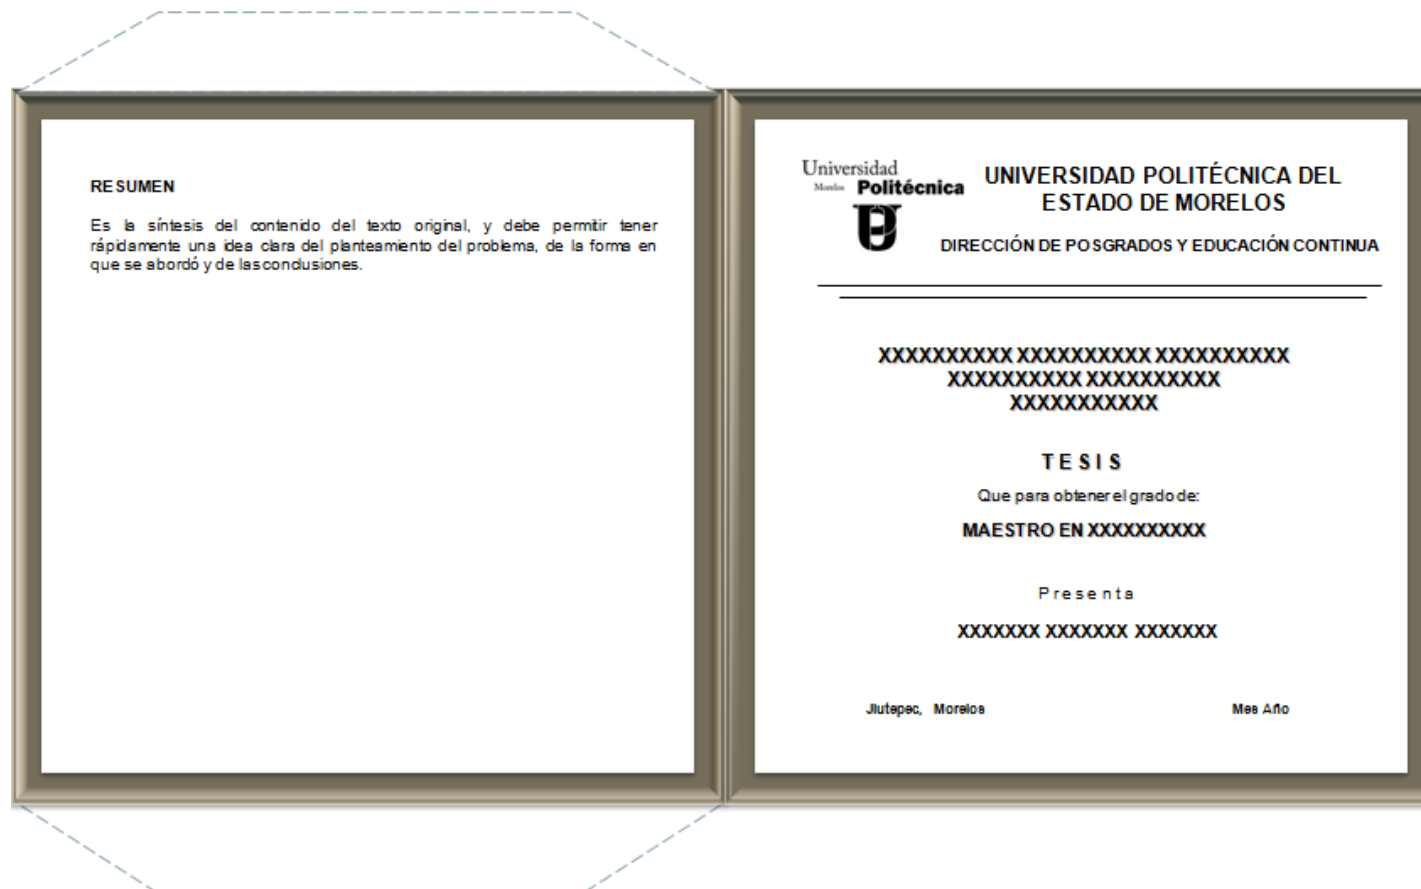 RESUMEN
Es la síntesis del contenido del texto original, y debe permitir tener
rápidamente una idea clara del planteamiento del problema, de la forma en
que se abordó y de las conclusiones.
Universidad
Morelos Politécnica
UP
UNIVERSIDAD POLITÉCNICA DEL
ESTADO DE MORELOS
DIRECCIÓN DE POSGRADOS Y EDUCACIÓN CONTINUA
XXXXXXXXXX XXXXXXXXXX XXXXXXXXXX
XXXXXXXXXX XXXXXXXXXX
XXXXXXXXXXX
T E S I S
Que para obtener el grado de:
MAESTRO EN XXXXXXXXXX
P r e s e n t a
XXXXXXX XXXXXXX XXXXXXX
Jiutepec, Morelos
Mes Año